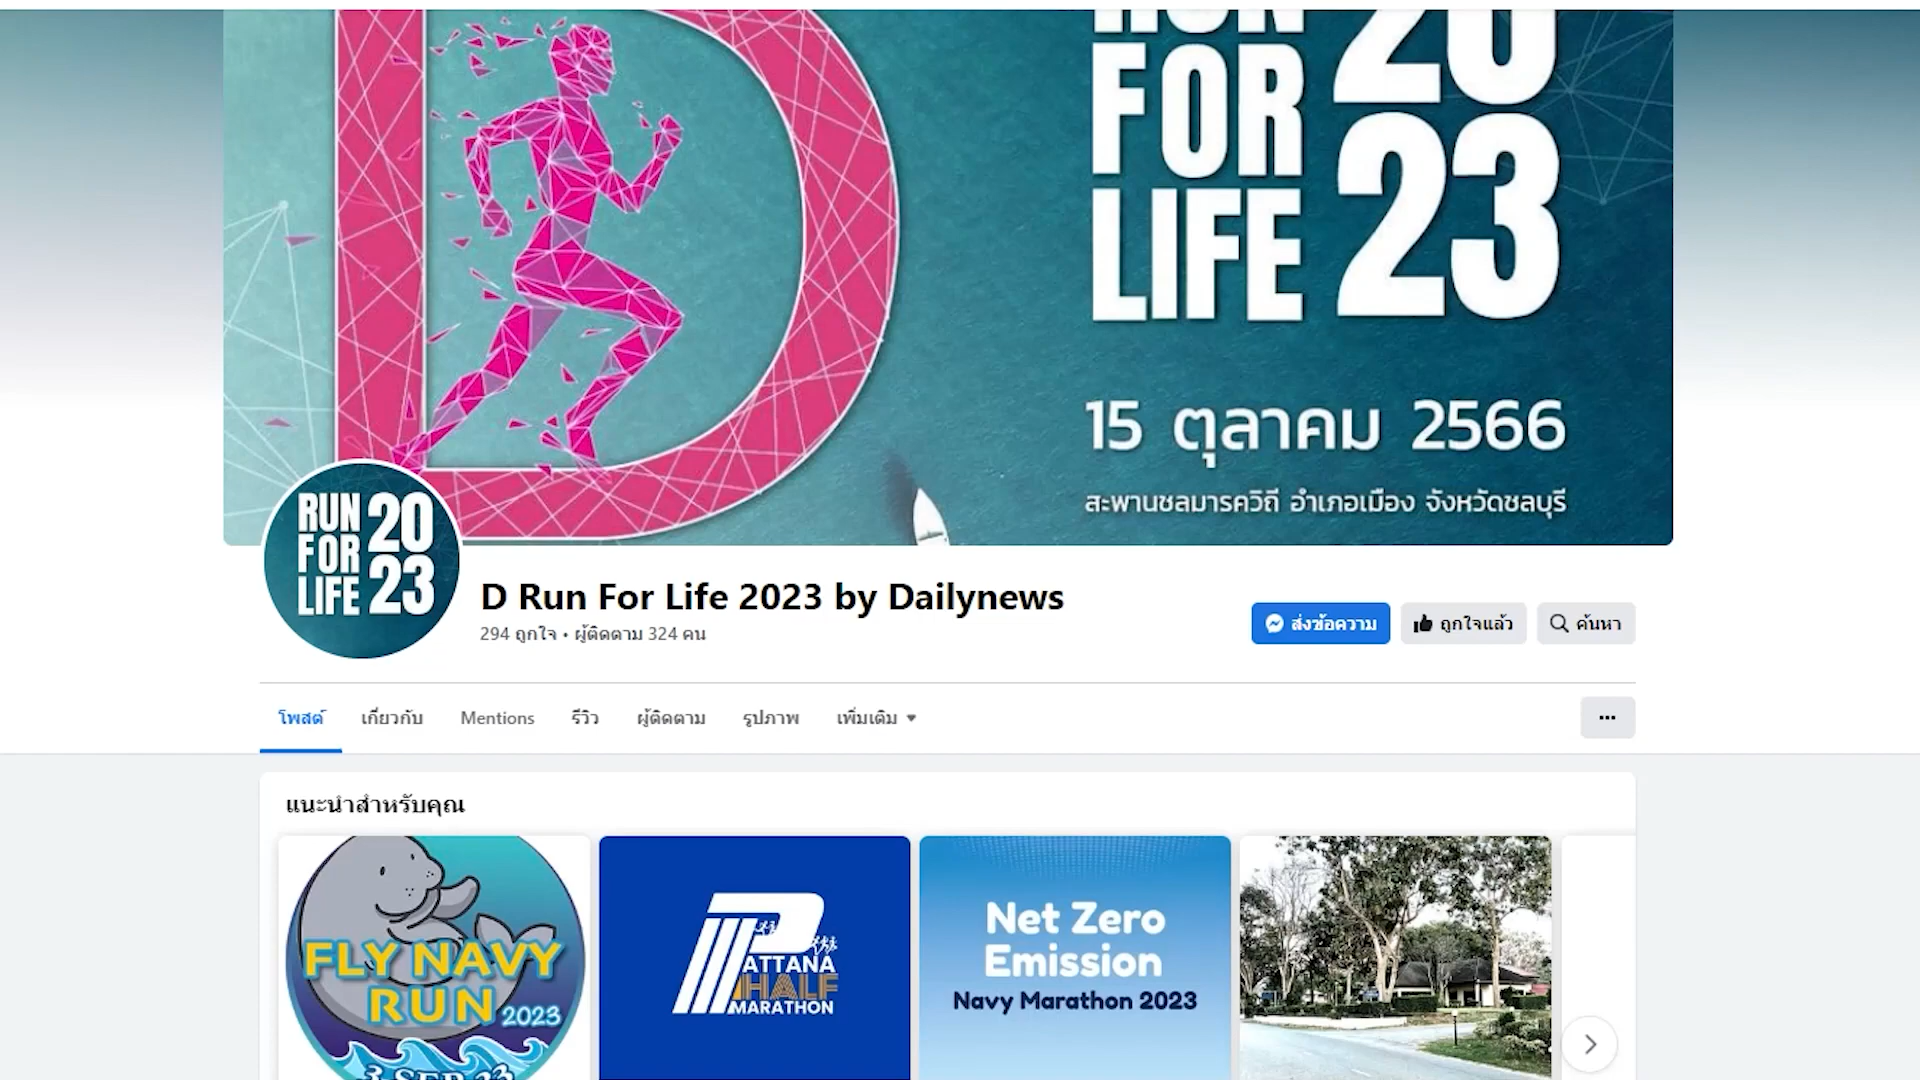 RUN
FOR
LIFE
20
23
15 ตุลาคม 2566
สะพานชลมารควิถี อำเภอเมือง จังหวัดชลบุรี
RUN
FOR
LIFE
20
23
D Run For Life 2023 by Dailynews
294 ถูกใจ • ผู้ติดตาม 324 คน
ส่งข้อความ
ถูกใจแล้ว
ค้นหา
โพสต์
เกี่ยวกับ
Mentions
รีวิว
ผู้ติดตาม
รูปภาพ
เพิ่มเติม
แนะนำสำหรับคุณ
FLY NAVY
RUN 2023
3 SEP 23
PATTANA
HALF
MARATHON
Net Zero
Emission
Navy Marathon 2023